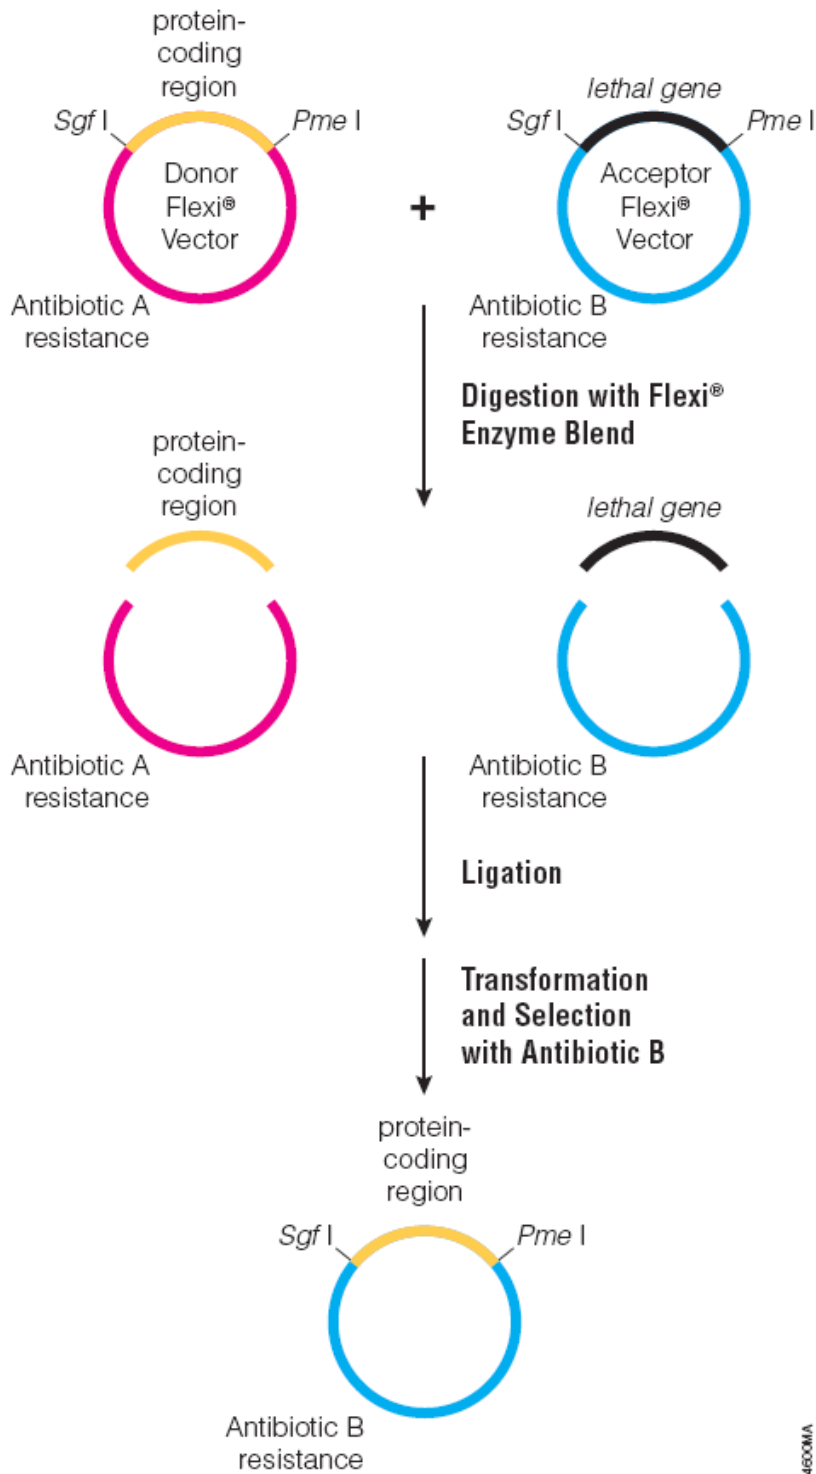 protein-
coding
region
Sgf I
Pme I
Donor
Flexi®
Vector
Antibiotic A
resistance
+
lethal gene
Sgf I
Pme I
Acceptor
Flexi®
Vector
Antibiotic B
resistance
Digestion with Flexi®
Enzyme Blend
protein-
coding
region
Antibiotic A
resistance
lethal gene
Antibiotic B
resistance
Ligation
Transformation
and Selection
with Antibiotic B
protein-
coding
region
Sgf I
Pme I
Antibiotic B
resistance
4600MA